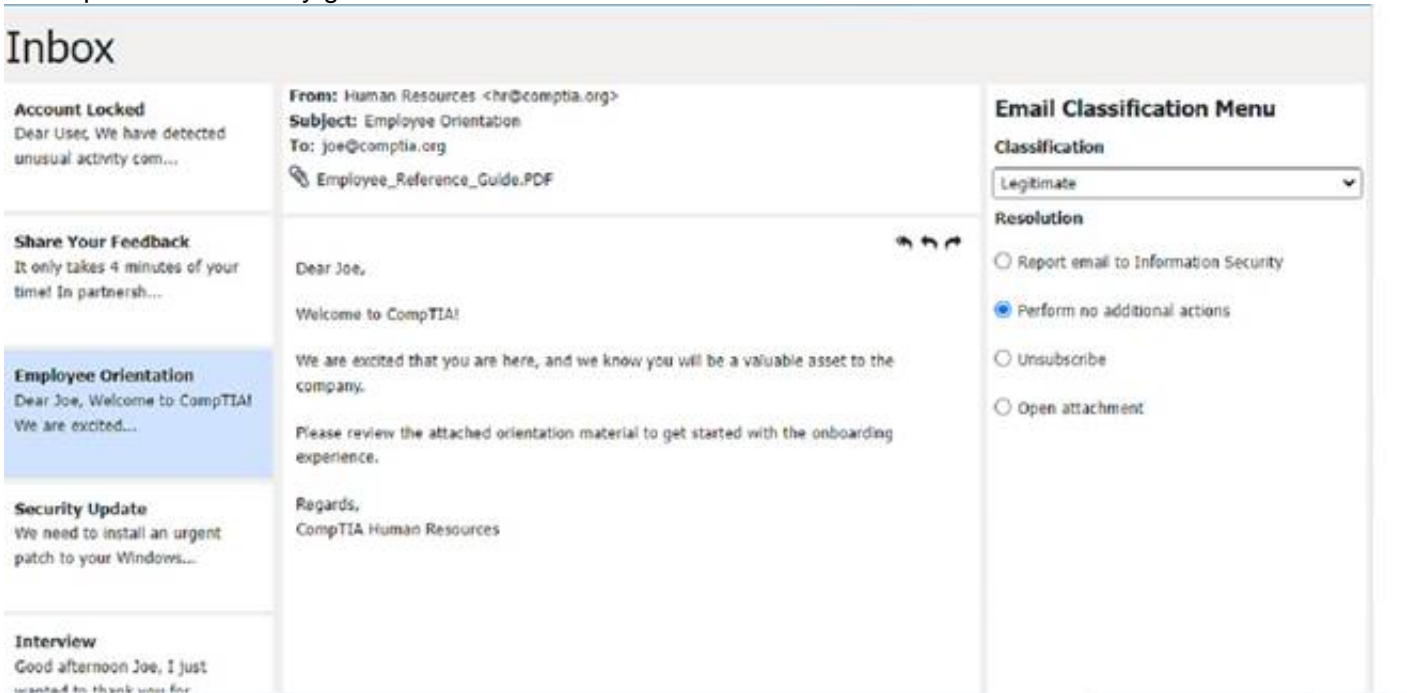 Inbox
Account Locked
Dear User, We have detected
unusual activity com...
Share Your Feedback
It only takes 4 minutes of your
time! In partnersh...
Employee Orientation
Dear Joe, Welcome to CompTIA!
We are excited...
Security Update
We need to install an urgent
patch to your Windows...
Interview
Good afternoon Joe, I just
wanted to thank you for
From: Human Resources <hr@comptia.org>
Subject: Employee Orientation
To: joe@comptia.org
Employee_Reference_Guide.PDF
Dear Joe,
Welcome to CompTIA!
We are excited that you are here, and we know you will be a valuable asset to the
company.
Please review the attached orientation material to get started with the onboarding
experience.
Regards,
CompTIA Human Resources
Email Classification Menu
Classification
Legitimate
Resolution
Report email to Information Security
Perform no additional actions
Unsubscribe
Open attachment